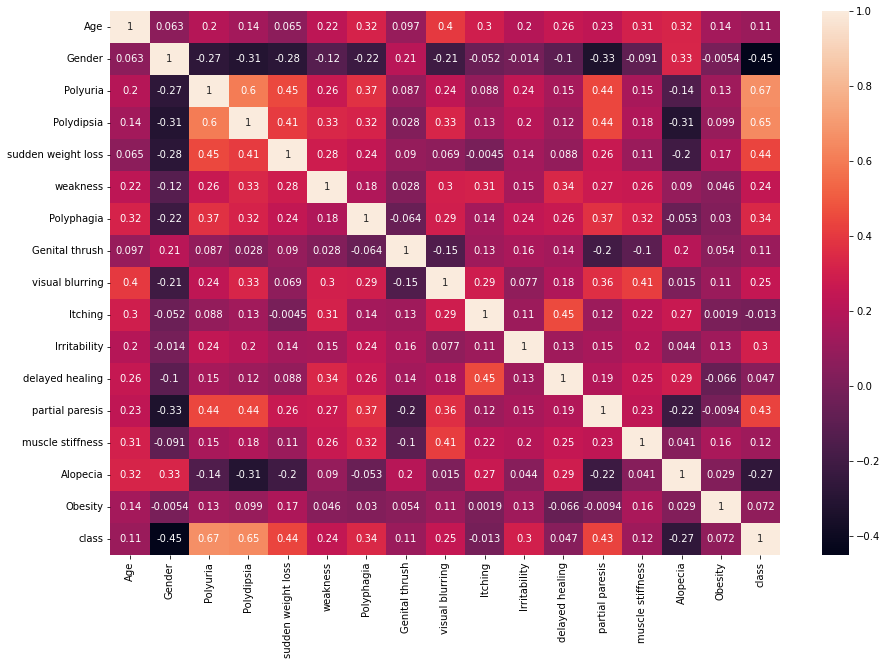 Age 1 0.063 0.2 0.14 0.065 0.22 0.32 0.097 0.4 0.3 0.2 0.26 0.23 0.31 0.32 0.14 0.11
Gender 0.063 1 -0.27 -0.31 -0.28 -0.12 -0.22 0.21 -0.21 -0.052 -0.014 -0.1 -0.33 -0.091 0.33 -0.0054 -0.45
Polyuria 0.2 -0.27 1 0.6 0.45 0.26 0.37 0.087 0.24 0.088 0.24 0.15 0.44 0.15 -0.14 0.13 0.67
Polydipsia 0.14 -0.31 0.6 1 0.41 0.33 0.32 0.028 0.33 0.13 0.2 0.12 0.44 0.18 -0.31 0.099 0.65
sudden weight loss 0.065 -0.28 0.45 0.41 1 0.28 0.24 0.09 0.069 -0.0045 0.14 0.088 0.26 0.11 -0.2 0.17 0.44
weakness 0.22 -0.12 0.26 0.33 0.28 1 0.18 0.028 0.3 0.31 0.15 0.34 0.27 0.26 0.09 0.046 0.24
Polyphagia 0.32 -0.22 0.37 0.32 0.24 0.18 1 -0.064 0.29 0.14 0.24 0.26 0.37 0.32 -0.053 0.03 0.34
Genital thrush 0.097 0.21 0.087 0.028 0.09 0.028 -0.064 1 -0.15 0.13 0.16 0.14 -0.2 -0.1 0.2 0.054 0.11
visual blurring 0.4 -0.21 0.24 0.33 0.069 0.3 0.29 -0.15 1 0.29 0.077 0.18 0.36 0.41 0.015 0.11 0.25
Itching 0.3 -0.052 0.088 0.13 -0.0045 0.31 0.14 0.13 0.29 1 0.11 0.45 0.12 0.22 0.27 0.0019 -0.013
Irritability 0.2 -0.014 0.24 0.2 0.14 0.15 0.24 0.16 0.077 0.11 1 0.13 0.15 0.2 0.044 0.13 0.3
delayed healing 0.26 -0.1 0.15 0.12 0.088 0.34 0.26 0.14 0.18 0.45 0.13 1 0.19 0.25 0.29 -0.066 0.047
partial paresis 0.23 -0.33 0.44 0.44 0.26 0.27 0.37 -0.2 0.36 0.12 0.15 0.19 1 0.23 -0.22 -0.0094 0.43
muscle stiffness 0.31 -0.091 0.15 0.18 0.11 0.26 0.32 -0.1 0.41 0.22 0.2 0.25 0.23 1 0.041 0.16 0.12
Alopecia 0.32 0.33 -0.14 -0.31 -0.2 0.09 -0.053 0.2 0.015 0.27 0.044 0.29 -0.22 0.041 1 0.029 -0.27
Obesity 0.14 -0.0054 0.13 0.099 0.17 0.046 0.03 0.054 0.11 0.0019 0.13 -0.066 -0.0094 0.16 0.029 1 0.072
class 0.11 -0.45 0.67 0.65 0.44 0.24 0.34 0.11 0.25 -0.013 0.3 0.047 0.43 0.12 -0.27 0.072 1
Age Gender Polyuria Polydipsia sudden weight loss weakness Polyphagia Genital thrush visual blurring Itching Irritability delayed healing partial paresis muscle stiffness Alopecia Obesity class
1.0
0.8
0.6
0.4
0.2
0.0
−0.2
−0.4